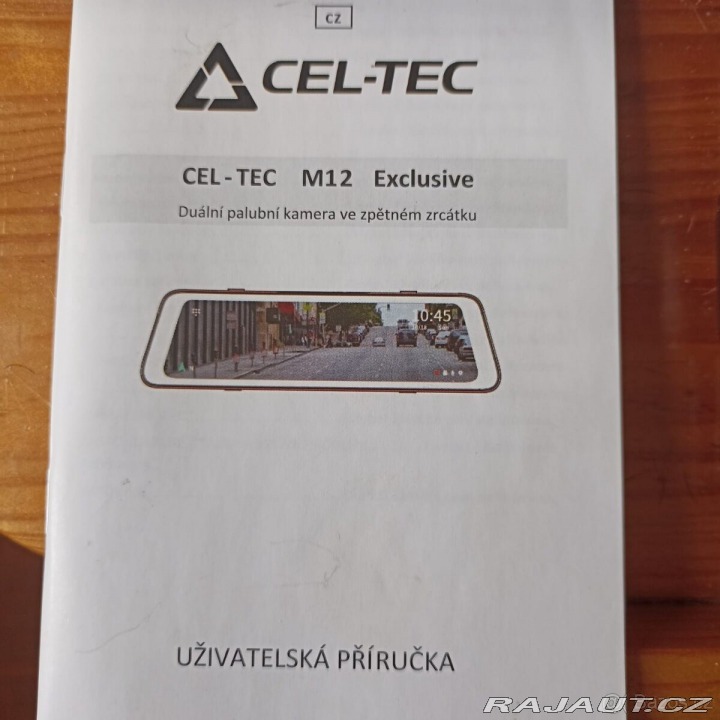 CZ
CEL-TEC
CEL-TEC M12 Exclusive
Duální palubní kamera ve zpětném zrcátku
10:45
UŽIVATELSKÁ PŘÍRUČKA
RAJAUT.CZ